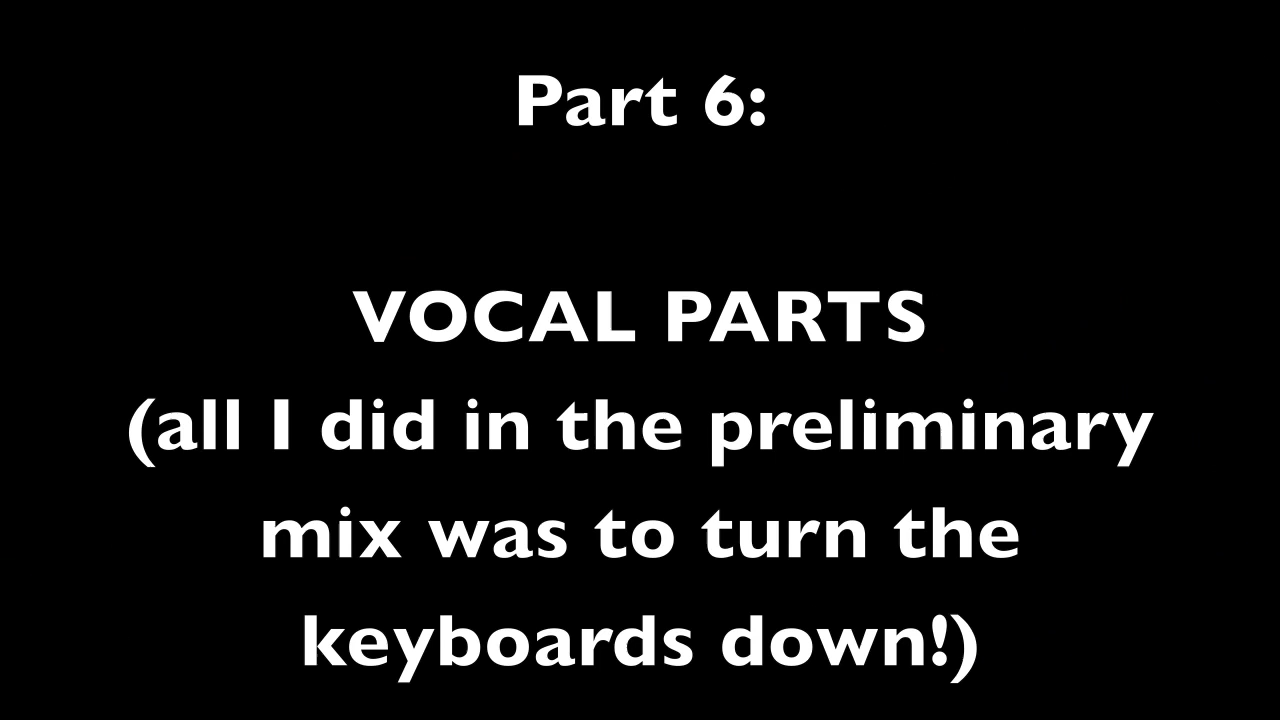 Part 6:
VOCAL PARTS
(all I did in the preliminary
mix was to turn the
keyboards down!)